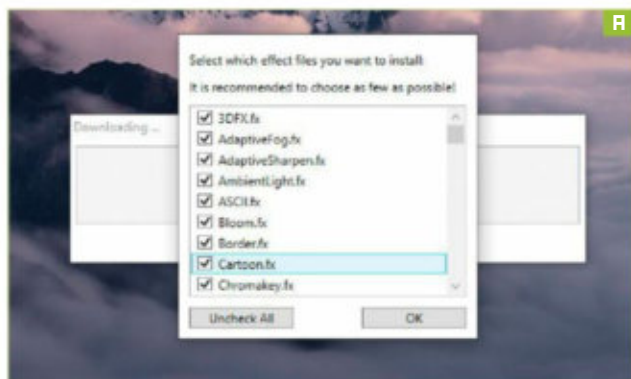 A
Select which effect files you want to install:
It is recommended to choose as few as possible!
Downloading ...
3DFX.fx
AdaptiveFog.fx
AdaptiveSharpen.fx
AmbientLight.fx
ASCII.fx
Bloom.fx
Border.fx
Cartoon.fx
Chromakey.fx
Uncheck All
OK